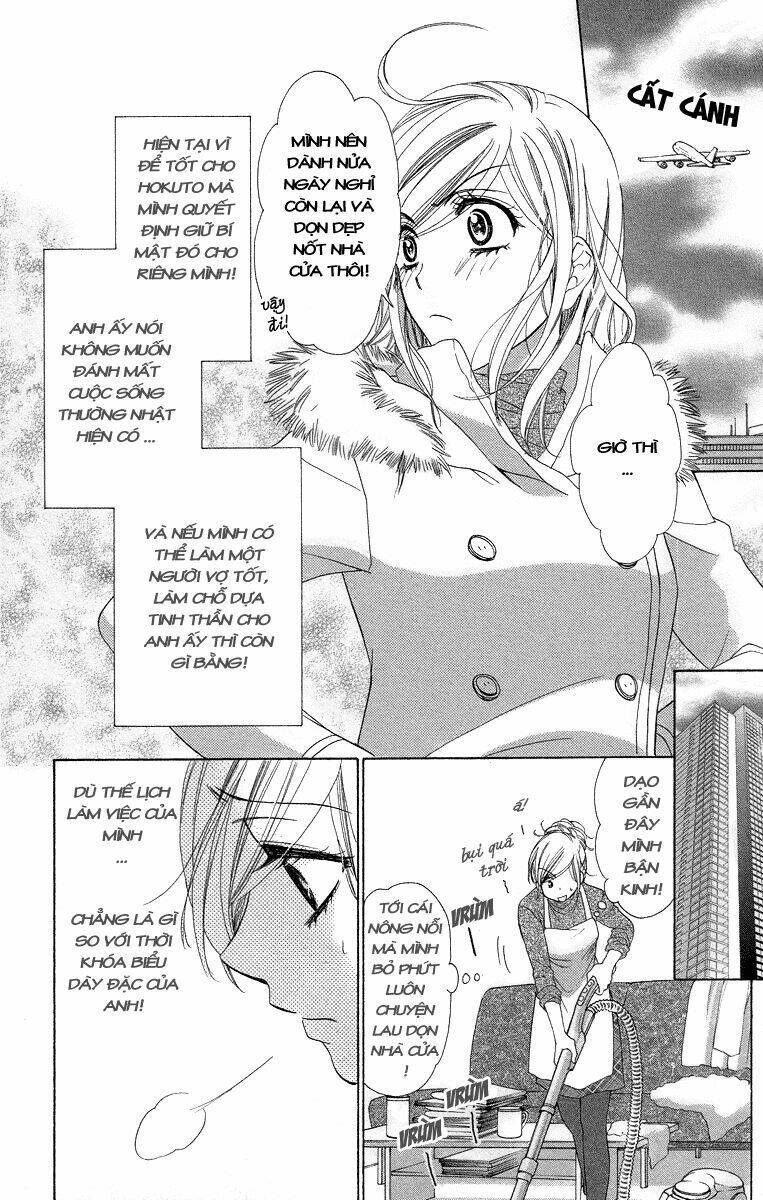 CẤT CÁNH
HIỆN TẠI VÌ
ĐỂ TỐT CHO
HOKUTO MÀ
MÌNH QUYẾT
ĐỊNH GIỮ BÍ
MẬT ĐÓ CHO
RIÊNG MÌNH!
MÌNH NÊN
DÀNH NỬA
NGÀY NGHỈ
CÒN LẠI VÀ
DỌN DẸP
NỐT NHÀ
CỬA THÔI!
vậy
đi!
ANH ẤY NÓI
KHÔNG MUỐN
ĐÁNH MẤT
CUỘC SỐNG
THƯỜNG NHẬT
HIỆN CÓ ...
GIỜ THÌ
...
VÀ NẾU MÌNH CÓ
THỂ LÀM MỘT
NGƯỜI VỢ TỐT,
LÀM CHỖ DỰA
TINH THẦN CHO
ANH ẤY THÌ CÒN
GÌ BẰNG!
DẠO
GẦN
ĐÂY
MÌNH
BẬN
KINH!
á!
bụi quá
trời
VRÙM
TỚI CÁI
NÔNG NỖI
MÀ MÌNH
BỎ PHỨT
LUÔN
CHUYỆN
LAU DỌN
NHÀ CỬA
!
VRÙM
VRÙM
VRÙM
DÙ THẾ LỊCH
LÀM VIỆC CỦA
MÌNH
...
CHẲNG LÀ GÌ
SO VỚI THỜI
KHÓA BIỂU
DÀY ĐẶC CỦA
ANH!